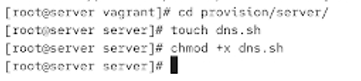 [root@server vagrant]# cd provision/server/
[root@server server]# touch dns.sh
[root@server server]# chmod +x dns.sh
[root@server server]#